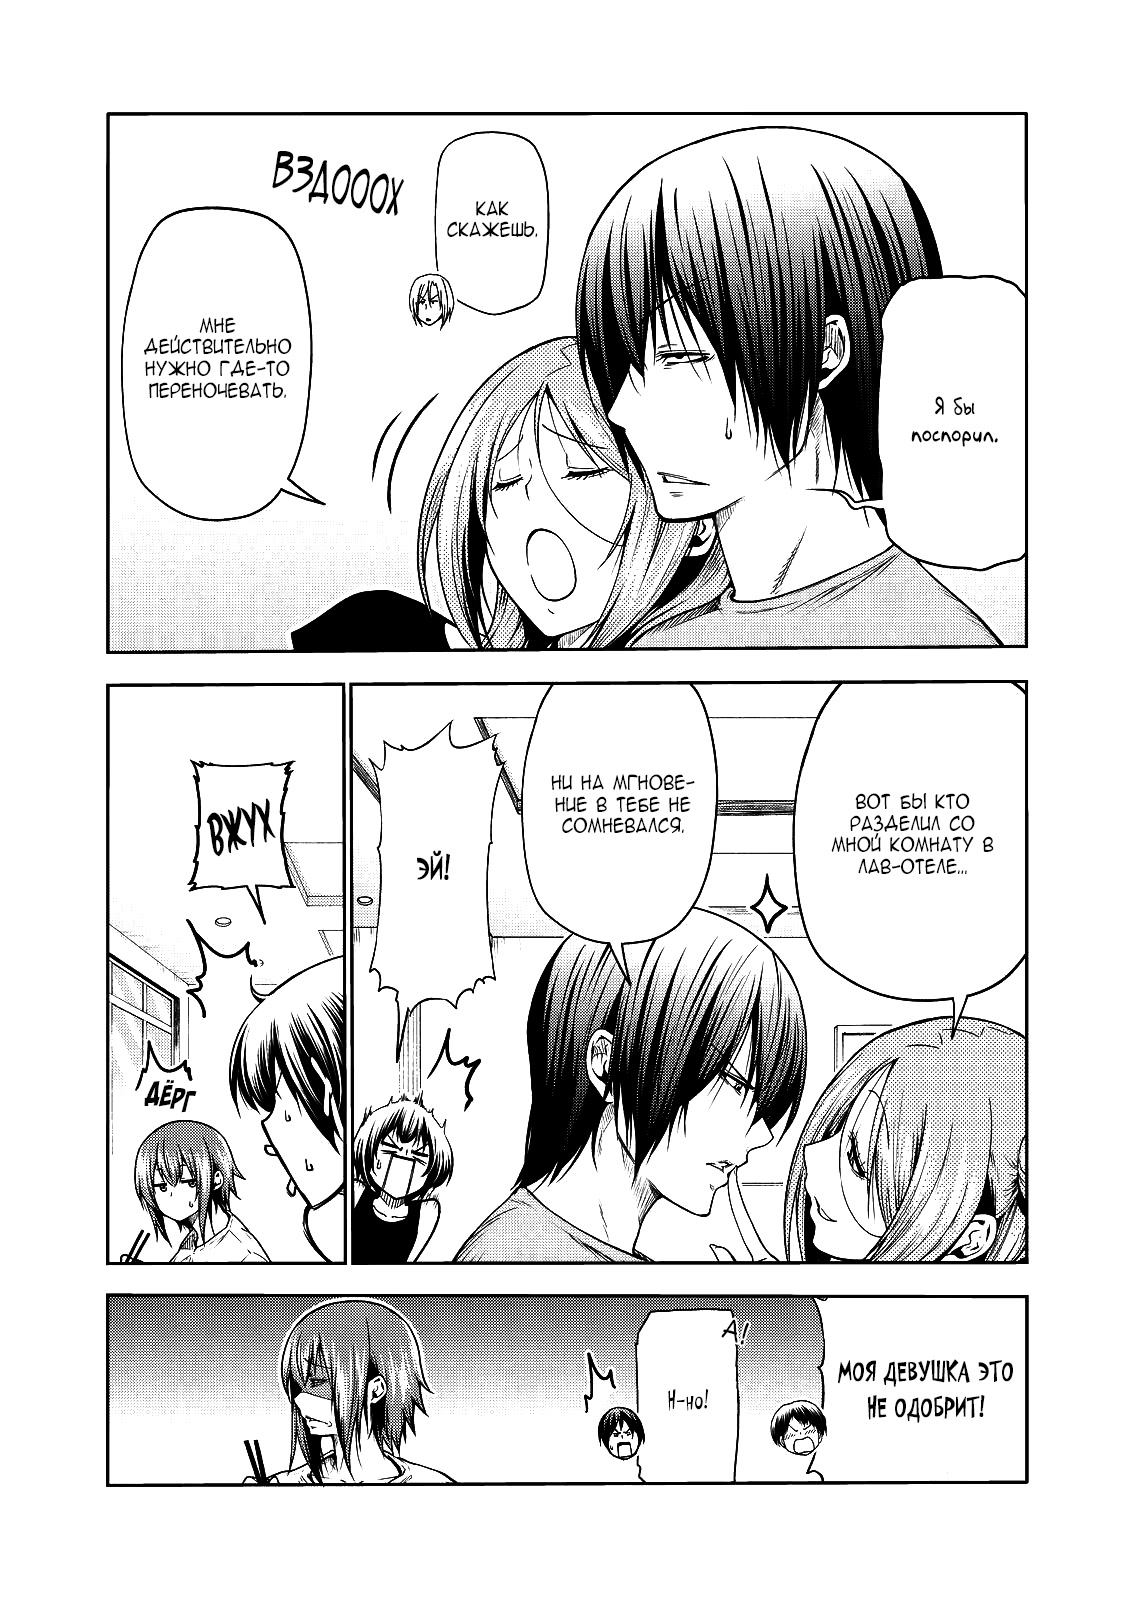 Я бы
поспорил.
КАК
СКАЖЕШЬ.
ВЗДОООХ
МНЕ
ДЕЙСТВИТЕЛЬНО
НУЖНО ГДЕ-ТО
ПЕРЕНОЧЕВАТЬ.
ВОТ БЫ КТО
РАЗДЕЛИЛ СО
МНОЙ КОМНАТУ В
ЛАВ-ОТЕЛЕ...
НИ НА МГНОВЕ-
НИЕ В ТЕБЕ НЕ
СОМНЕВАЛСЯ.
ЭЙ!
ВЖУХ
ДЁРГ
МОЯ ДЕВУШКА ЭТО
НЕ ОДОБРИТ!
А!
Н-но!